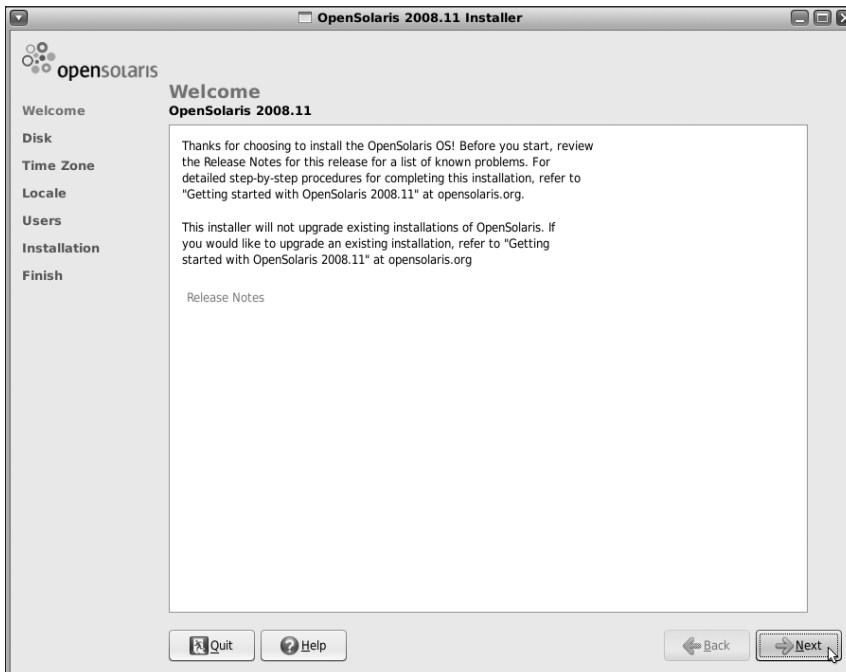 OpenSolaris 2008.11 Installer
opensolaris
Welcome
Disk
Time Zone
Locale
Users
Installation
Finish
Welcome
OpenSolaris 2008.11
Thanks for choosing to install the OpenSolaris OS! Before you start, review
the Release Notes for this release for a list of known problems. For
detailed step-by-step procedures for completing this installation, refer to
"Getting started with OpenSolaris 2008.11" at opensolaris.org.
This installer will not upgrade existing installations of OpenSolaris. If
you would like to upgrade an existing installation, refer to "Getting
started with OpenSolaris 2008.11" at opensolaris.org
Release Notes
Quit
Help
Back
Next